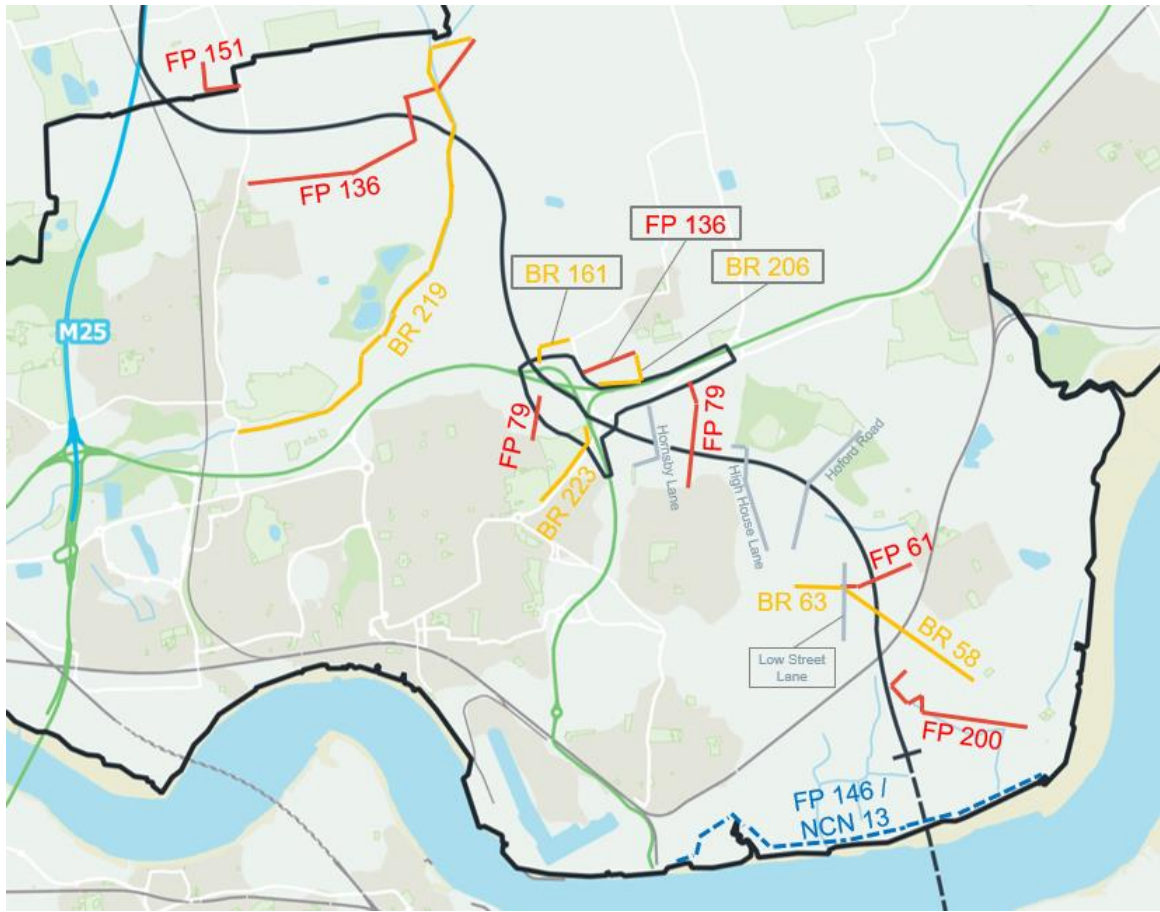 FP 151
FP 136
FP 136
BR 161
BR 206
BR 219
M25
FP 79
FP 79
BR 223
Hornsby Lane
High House Lane
Hoford Road
FP 61
BR 63
BR 58
Low Street
Lane
FP 200
FP 146 /
NCN 13